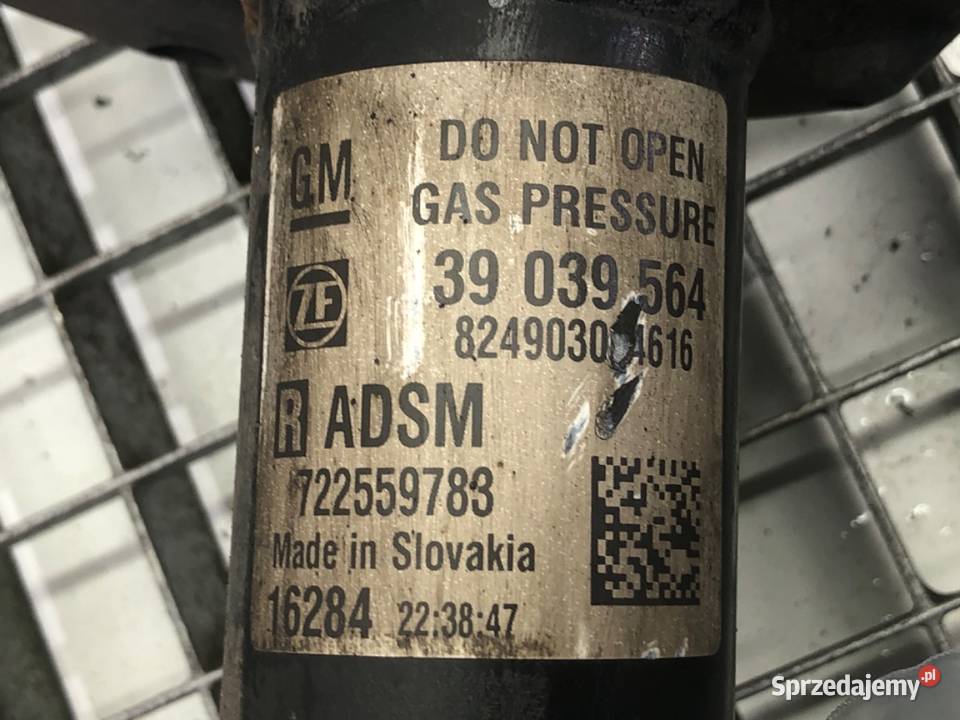 GM
DO NOT OPEN
GAS PRESSURE
ZF
39 039 564
R ADSM
722559783
Made in Slovakia
16284 22:38:47
Sprzedajemy.pl